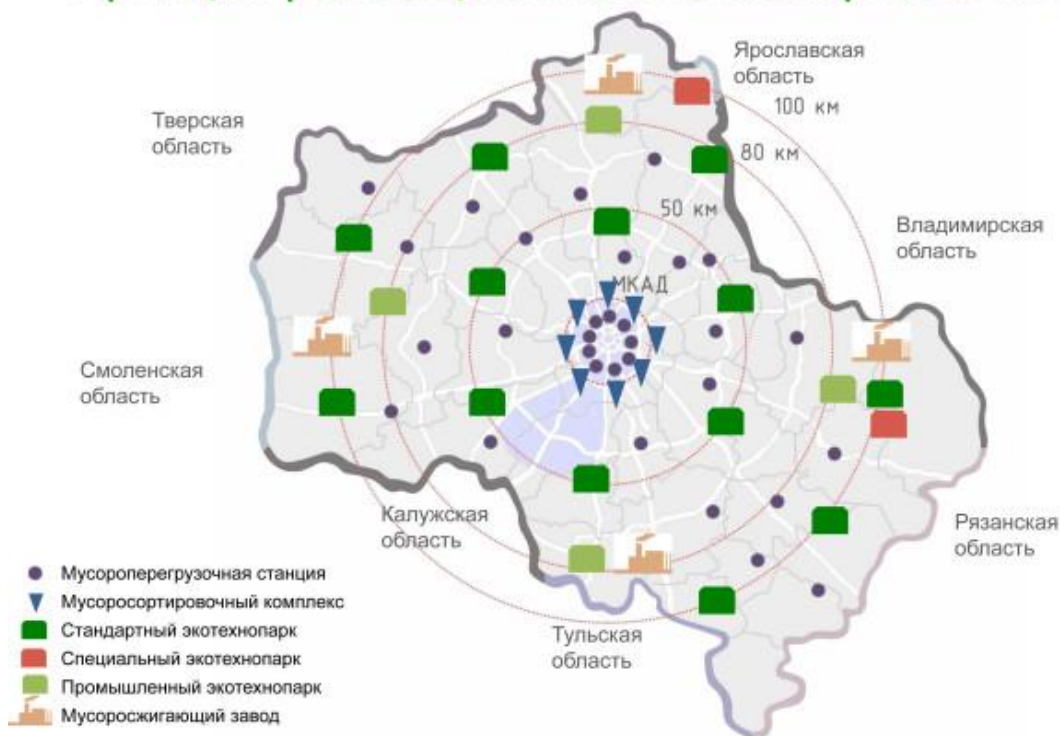 Ярославская
область
100 км
Тверская
область
80 км
50 км
Владимирская
область
МКАД
Смоленская
область
Калужская
область
Рязанская
область
Тульская
область
Мусороперегрузочная станция
Мусоросортировочный комплекс
Стандартный экотехнопарк
Специальный экотехнопарк
Промышленный экотехнопарк
Мусоросжигающий завод